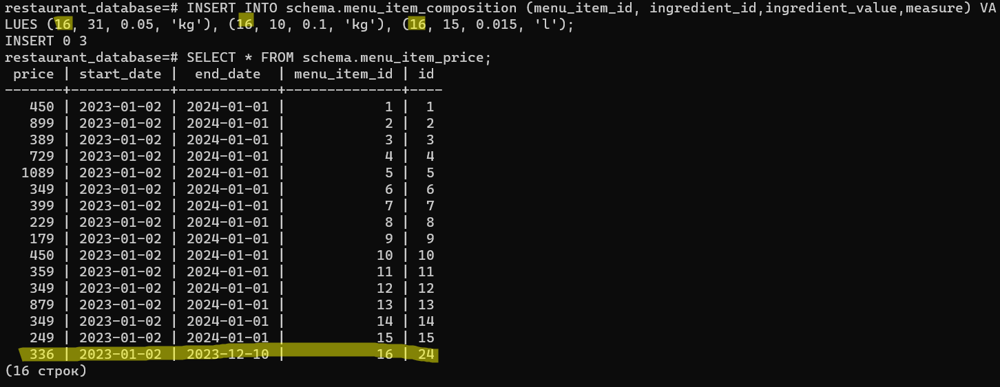 restaurant_database=# INSERT INTO schema.menu_item_composition (menu_item_id, ingredient_id,ingredient_value,measure) VA
LUES (16, 31, 0.05, 'kg'), (16, 10, 0.1, 'kg'), (16, 15, 0.015, 'l');
INSERT 0 3
restaurant_database=# SELECT * FROM schema.menu_item_price;
 price | start_date |  end_date  | menu_item_id | id
-------+------------+------------+--------------+----
   450 | 2023-01-02 | 2024-01-01 |            1 |  1
   899 | 2023-01-02 | 2024-01-01 |            2 |  2
   389 | 2023-01-02 | 2024-01-01 |            3 |  3
   729 | 2023-01-02 | 2024-01-01 |            4 |  4
  1089 | 2023-01-02 | 2024-01-01 |            5 |  5
   349 | 2023-01-02 | 2024-01-01 |            6 |  6
   399 | 2023-01-02 | 2024-01-01 |            7 |  7
   229 | 2023-01-02 | 2024-01-01 |            8 |  8
   179 | 2023-01-02 | 2024-01-01 |            9 |  9
   450 | 2023-01-02 | 2024-01-01 |           10 | 10
   359 | 2023-01-02 | 2024-01-01 |           11 | 11
   349 | 2023-01-02 | 2024-01-01 |           12 | 12
   879 | 2023-01-02 | 2024-01-01 |           13 | 13
   349 | 2023-01-02 | 2024-01-01 |           14 | 14
   249 | 2023-01-02 | 2024-01-01 |           15 | 15
   336 | 2023-01-02 | 2023-12-10 |           16 | 24
(16 строк)